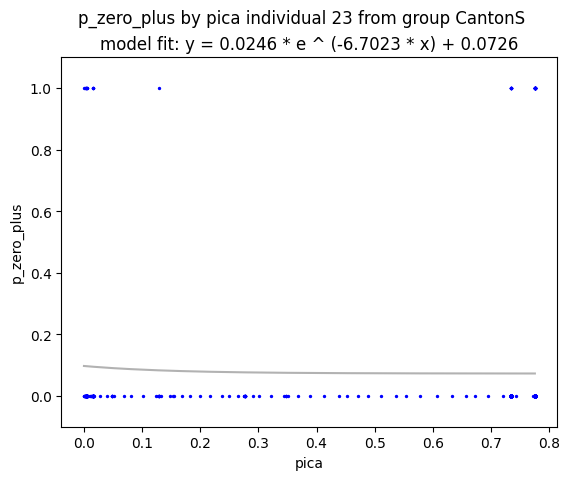 p_zero_plus by pica individual 23 from group CantonS
model fit: y = 0.0246 * e ^ (-6.7023 * x) + 0.0726
1.0
0.8
0.6
0.4
0.2
0.0
p_zero_plus
0.0 0.1 0.2 0.3 0.4 0.5 0.6 0.7 0.8
pica